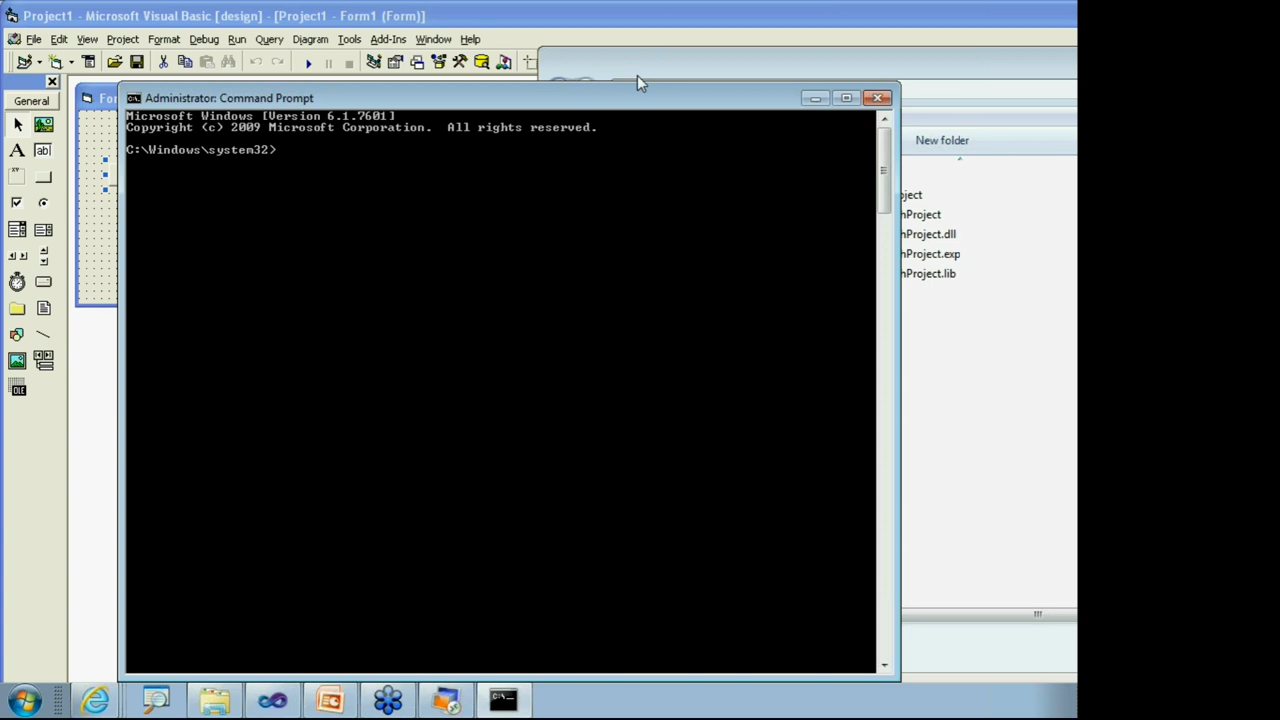 Project1 - Microsoft Visual Basic [design] - [Project1 - Form1 (Form)]
File Edit View Project Format Debug Run Query Diagram Tools Add-Ins Window Help
General
Administrator: Command Prompt
Microsoft Windows [Version 6.1.7601]
Copyright (c) 2009 Microsoft Corporation.  All rights reserved.
C:\Windows\system32>
New folder
hProject
hProject.dll
hProject.exp
hProject.lib
A
ab|
OLE
C:\